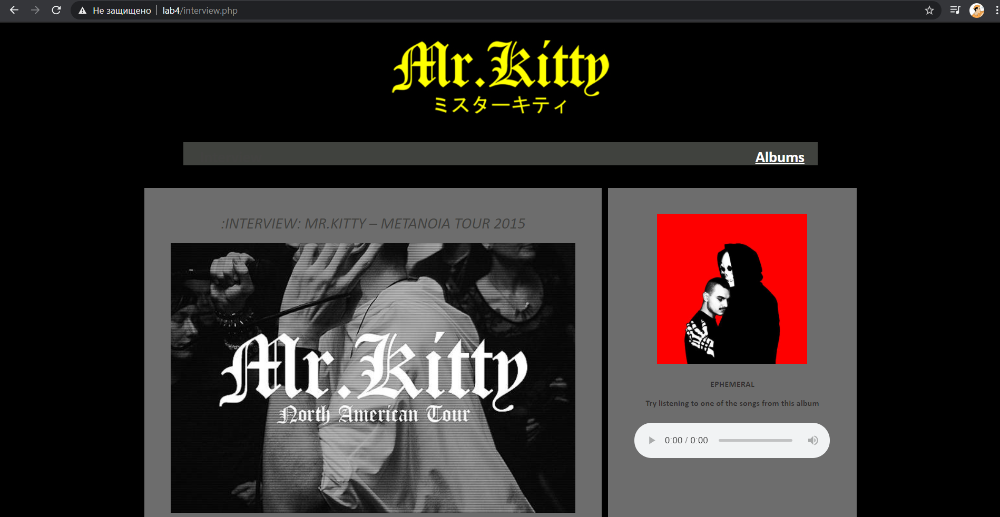 Не защищено | lab4/interview.php
Mr.Kitty
ミスターキティ
Albums
:INTERVIEW: MR.KITTY – METANOIA TOUR 2015
Mr.Kitty
North American Tour
EPHEMERAL
Try listening to one of the songs from this album
0:00 / 0:00